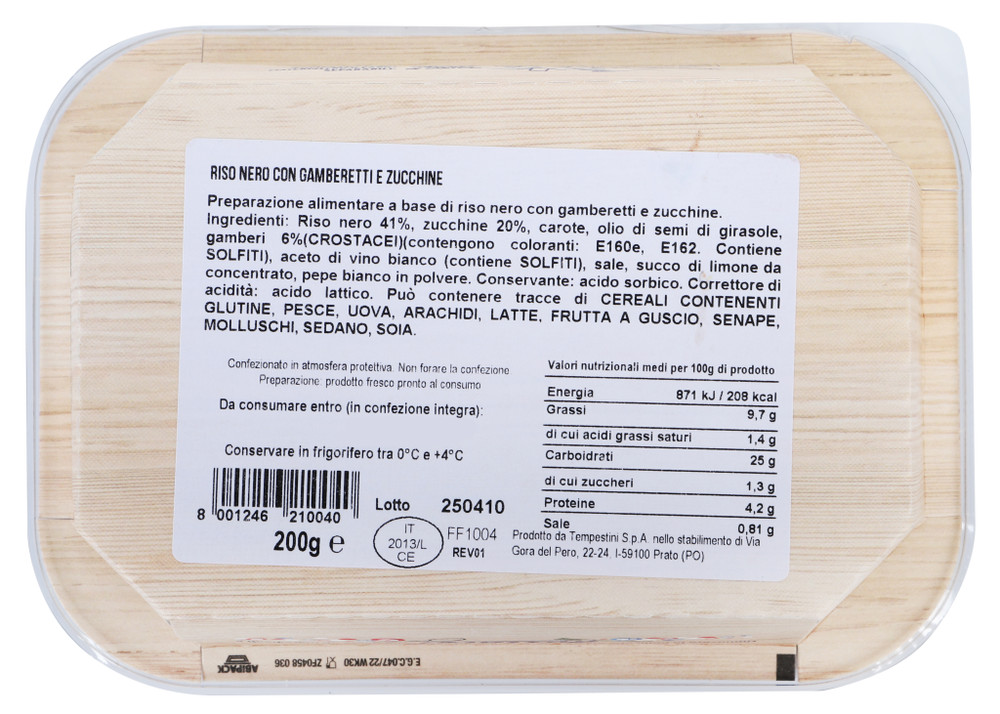 RISO NERO CON GAMBERETTI E ZUCCHINE
Preparazione alimentare a base di riso nero con gamberetti e zucchine.
Ingredienti: Riso nero 41%, zucchine 20%, carote, olio di semi di girasole,
gamberi 6%(CROSTACEI)(contengono coloranti: E160e, E162. Contiene
SOLFITI), aceto di vino bianco (contiene SOLFITI), sale, succo di limone da
concentrato, pepe bianco in polvere. Conservante: acido sorbico. Correttore di
acidità: acido lattico. Può contenere tracce di CEREALI CONTENENTI
GLUTINE, PESCE, UOVA, ARACHIDI, LATTE, FRUTTA A GUSCIO, SENAPE,
MOLLUSCHI, SEDANO, SOIA.
Confezionato in atmosfera protettiva. Non forare la confezione
Preparazione: prodotto fresco pronto al consumo
Da consumare entro (in confezione integra):
Conservare in frigorifero tra 0°C e +4°C
Valori nutrizionali medi per 100g di prodotto
Energia 871 kJ / 208 kcal
Grassi 9,7 g
di cui acidi grassi saturi 1,4 g
Carboidrati 25 g
di cui zuccheri 1,3 g
Proteine 4,2 g
Sale 0,81 g
8 001246 210040
Lotto 250410
200g e
IT
2013/L
CE
FF1004
REV01
Prodotto da Tempestini S.p.A. nello stabilimento di Via
Gora del Pero, 22-24, I-59100 Prato (PO)
E.G.C.047/22 WK30 ZF0458 036 ABIPACK